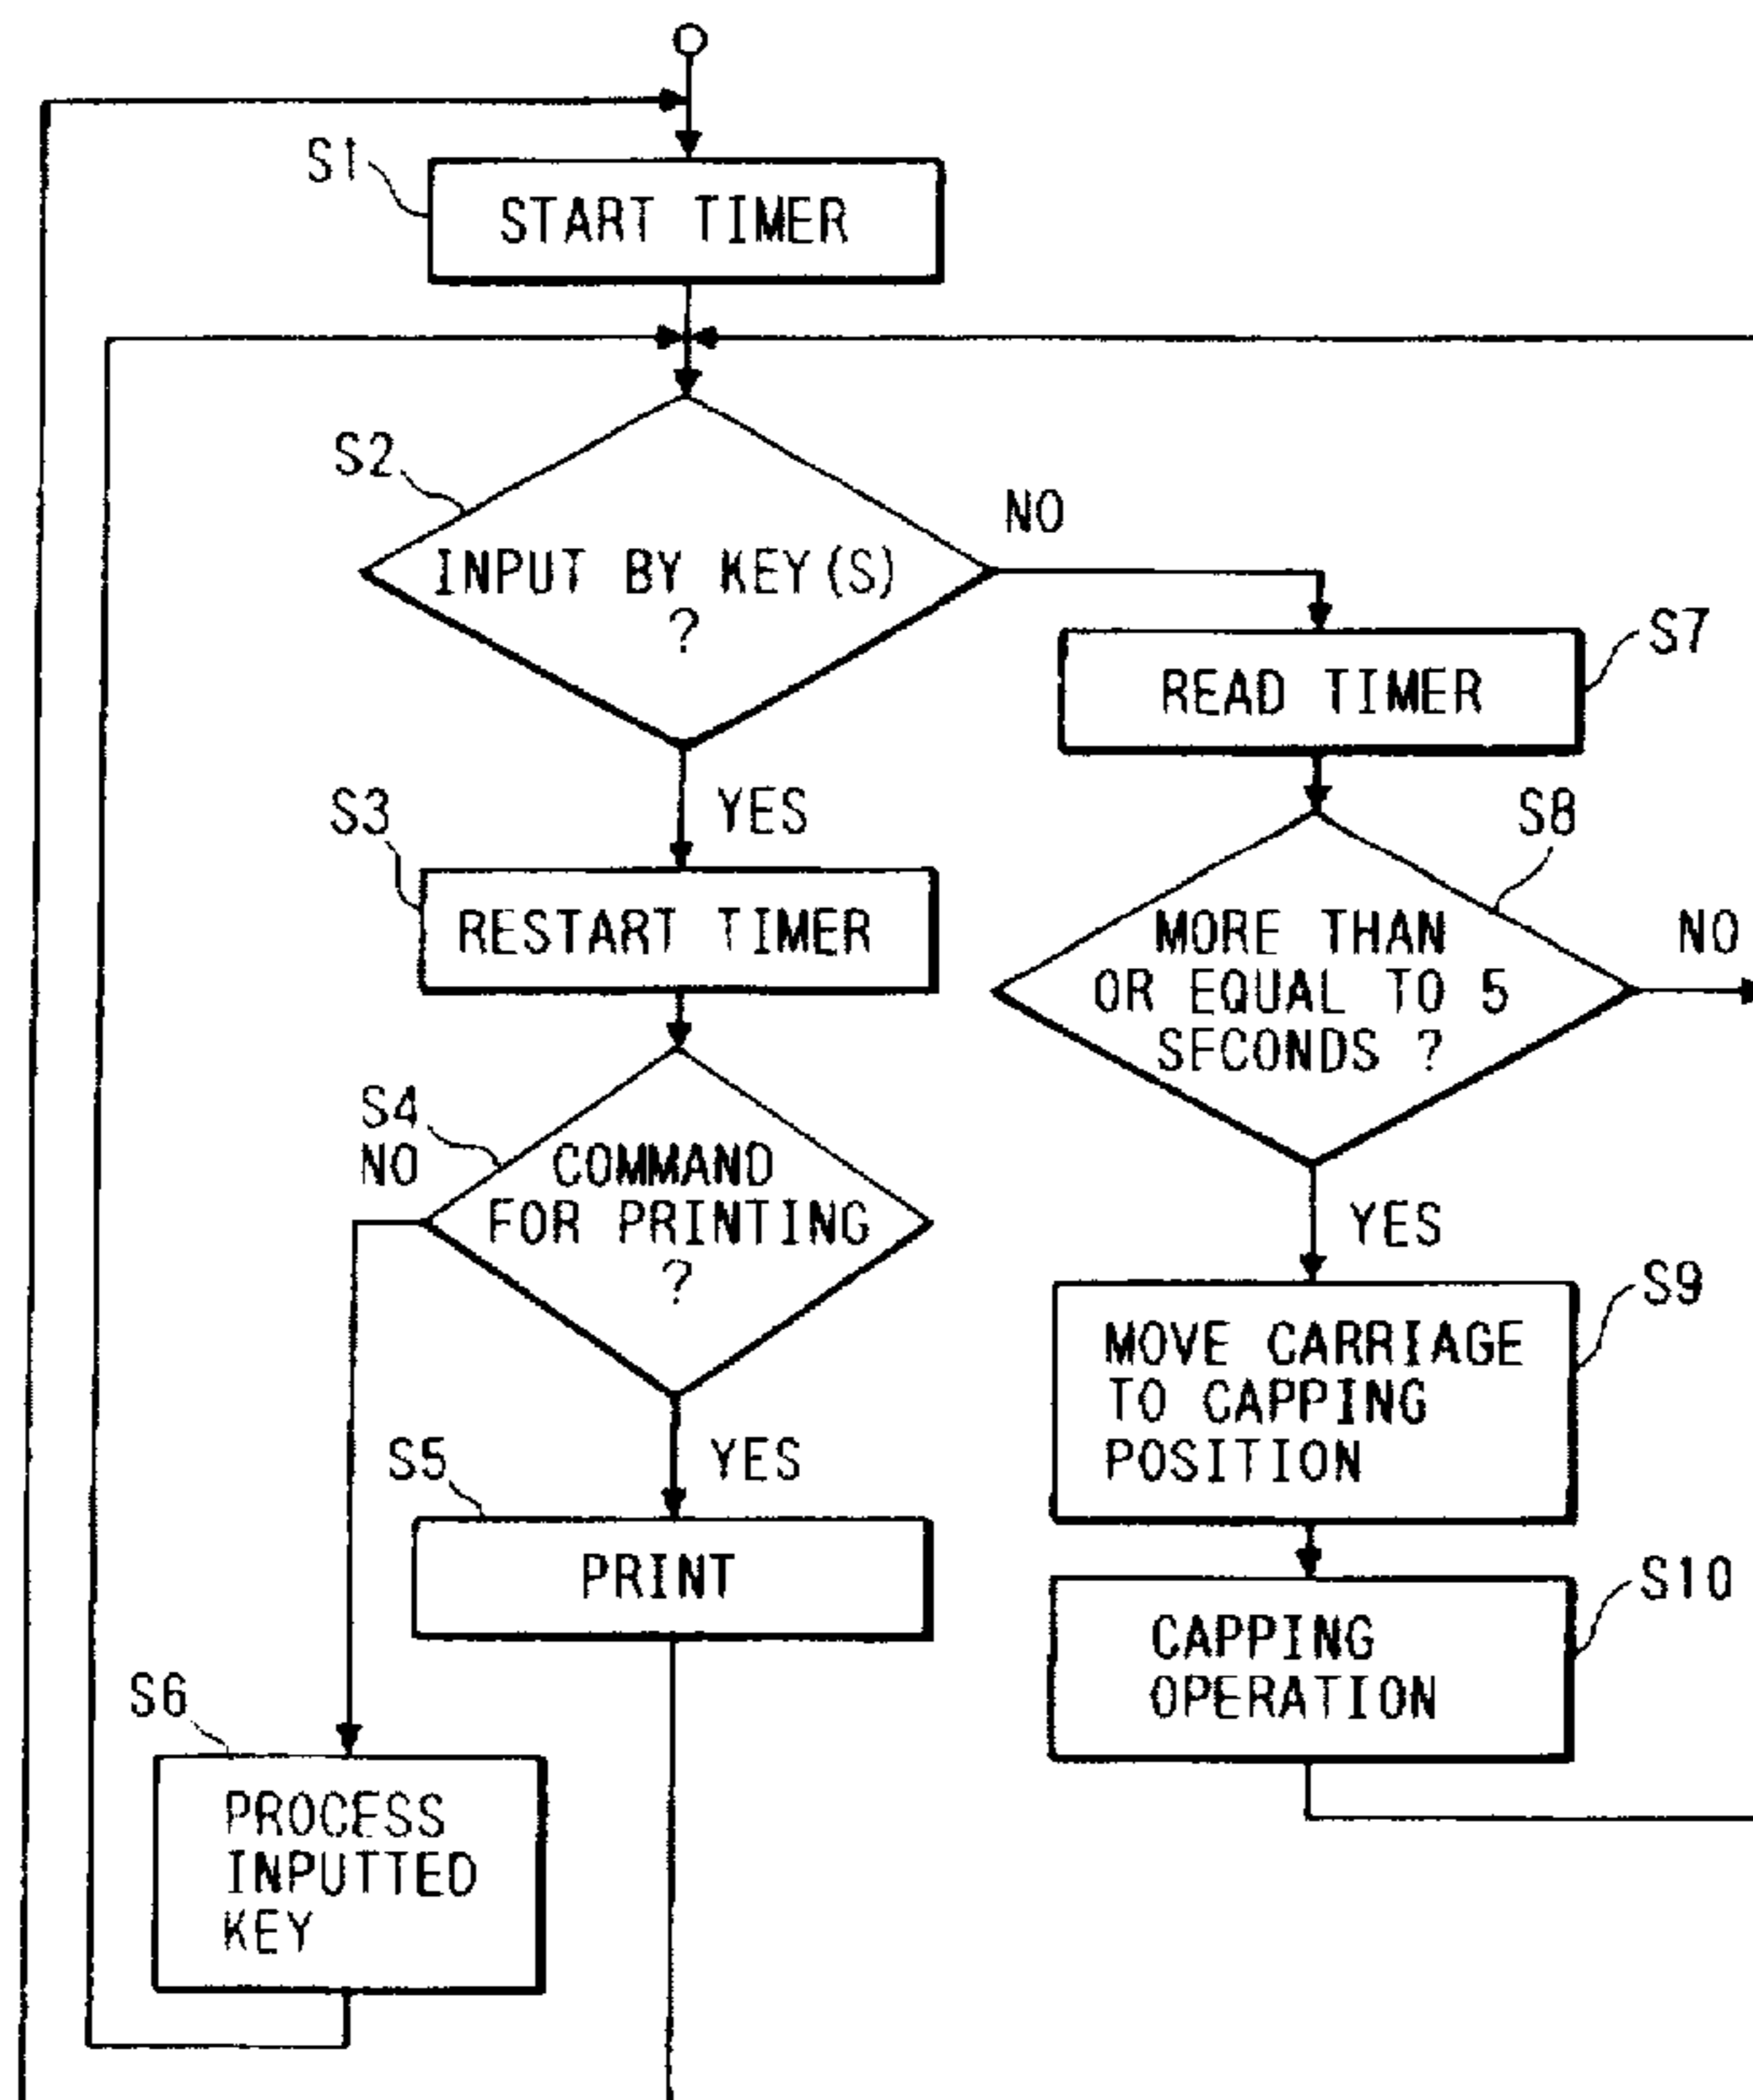 S1
START TIMER
S2
INPUT BY KEY(S)
?
NO
YES
S3
RESTART TIMER
S4
NO
COMMAND
FOR PRINTING
?
YES
S5
PRINT
S6
PROCESS
INPUTTED
KEY
S7
READ TIMER
S8
MORE THAN
OR EQUAL TO 5
SECONDS ?
NO
YES
S9
MOVE CARRIAGE
TO CAPPING
POSITION
S10
CAPPING
OPERATION